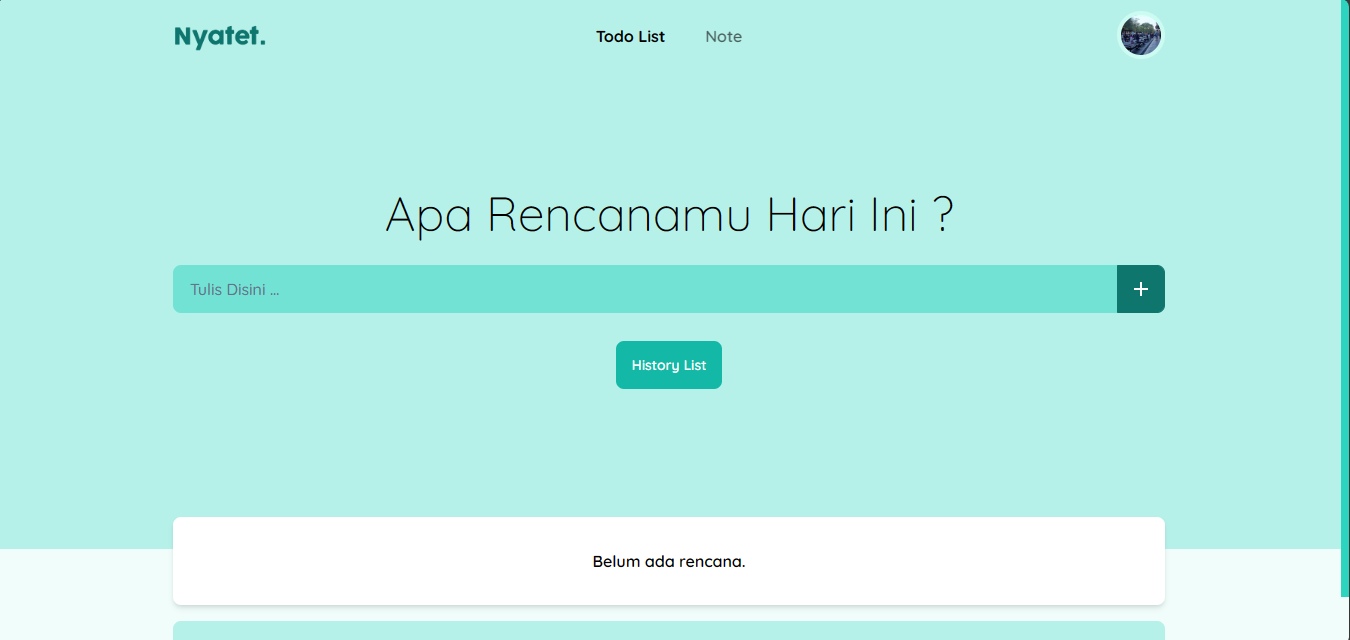 Nyatet.
Todo List
Note
Apa Rencanamu Hari Ini ?
Tulis Disini ...
+
History List
Belum ada rencana.